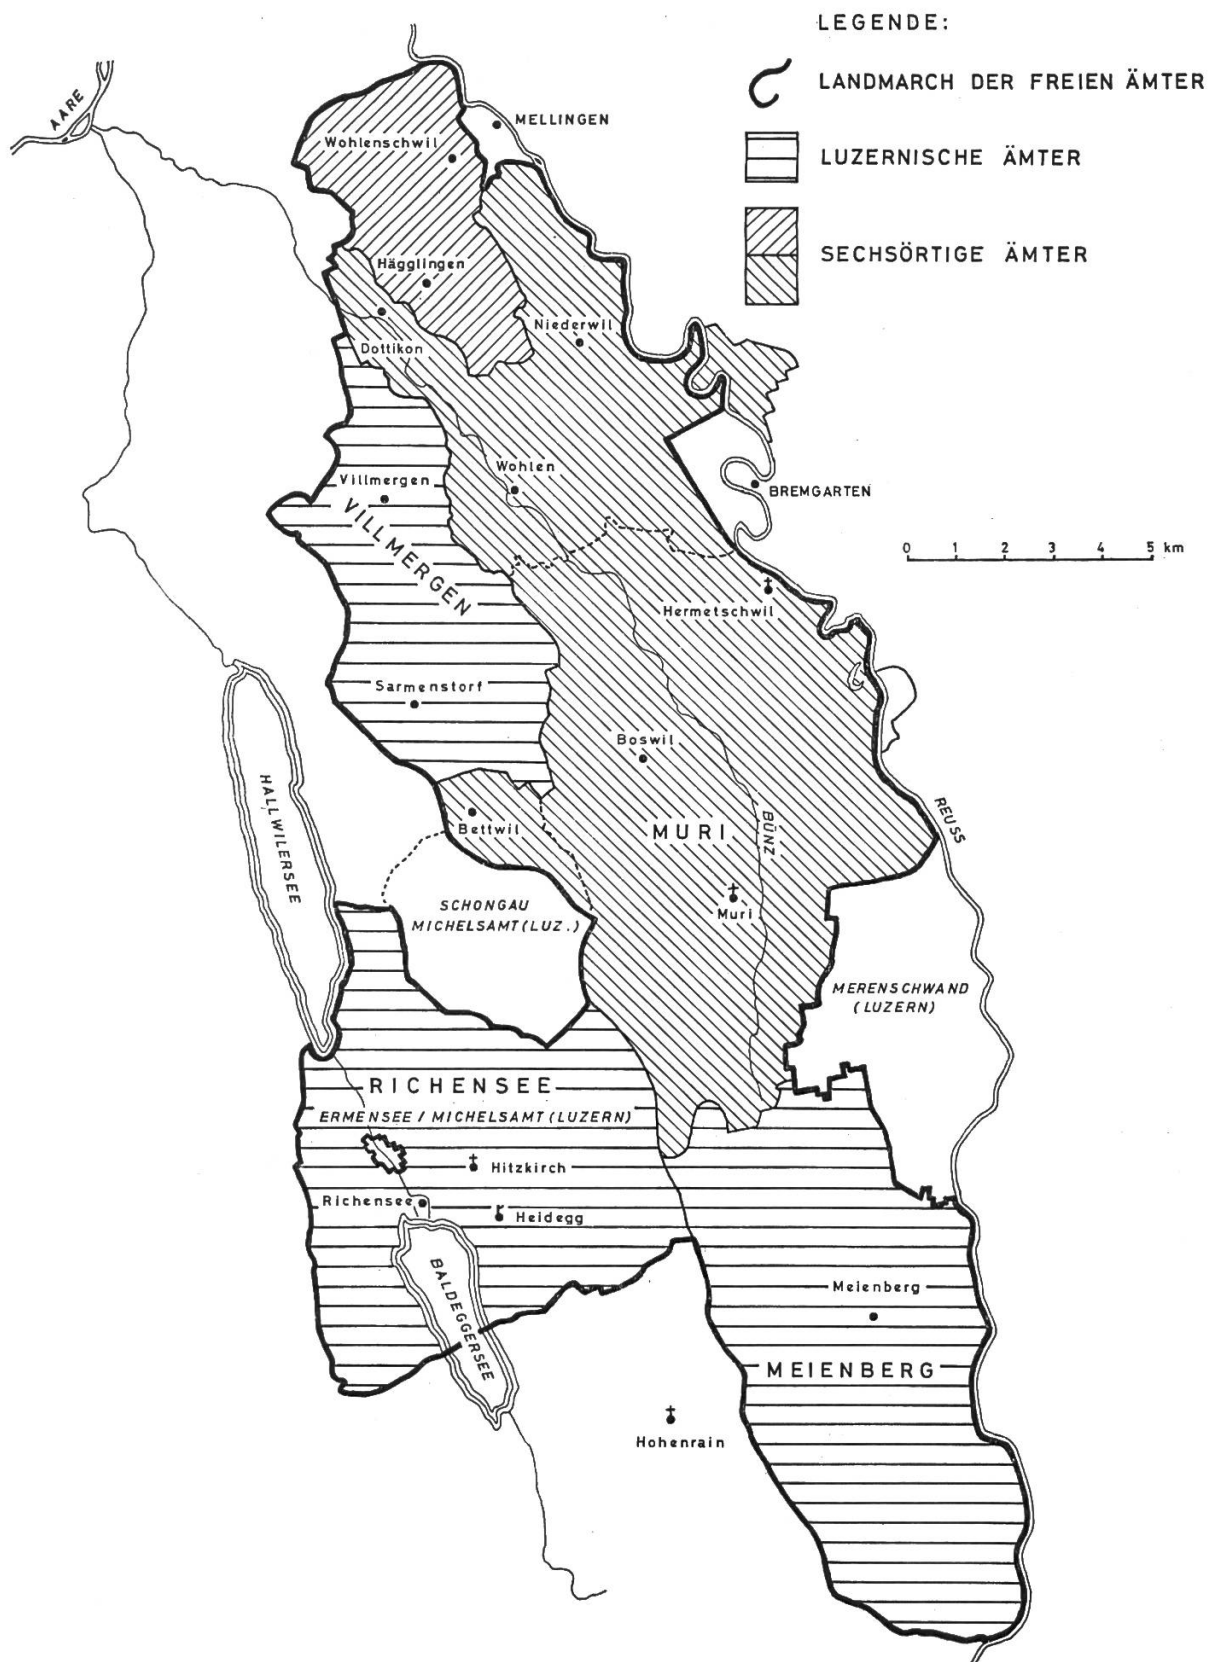 LEGENDE:
LANDMARCH DER FREIEN ÄMTER
LUZERNISCHE ÄMTER
SECHSÖRTIGE ÄMTER
AARE
MELLINGEN
Wohlenschwil
Hägglingen
Niederwil
Dottikon
Wohlen
Villmergen
VILLMERGEN
BREMGARTEN
0 1 2 3 4 5 km
Hermetschwil
Sarmenstorf
Boswil
HALLWILERSEE
Bettwil
MURI
BÜNZ
REUSS
Muri
SCHONGAU
MICHELSAMT (LUZ.)
MERENSCHWAND
(LUZERN)
RICHENSEE
ERMENSEE / MICHELSAMT (LUZERN)
Hitzkirch
Richensee
Heidegg
BALDEGGERSEE
Meienberg
MEIENBERG
Hohenrain